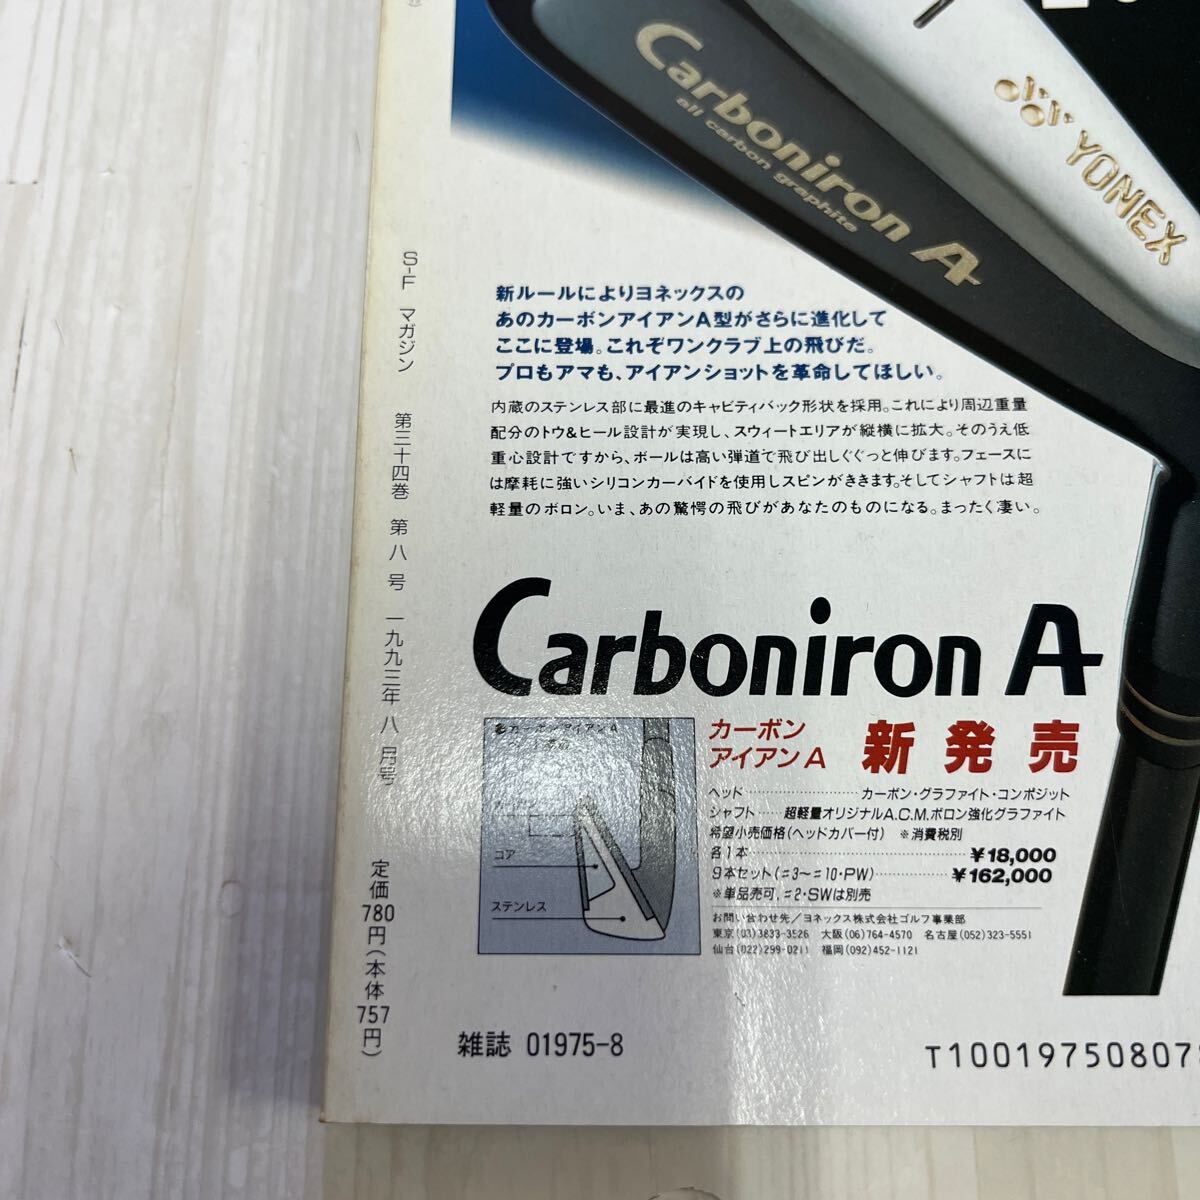 Carboniron A
all carbon graphite
YONEX
新ルールによりヨネックスの
あのカーボンアイアンA型がさらに進化して
ここに登場。これぞワンクラブ上の飛びだ。
プロもアマも、アイアンショットを革命してほしい。
内蔵のステンレス部に最進のキャビティバック形状を採用。これにより周辺重量
配分のトウ&ヒール設計が実現し、スウィートエリアが縦横に拡大。そのうえ低
重心設計ですから、ボールは高い弾道で飛び出しぐぐっと伸びます。フェースに
は摩耗に強いシリコンカーバイドを使用しスピンがききます。そしてシャフトは超
軽量のボロン。いま、あの驚愕の飛びがあなたのものになる。まったく凄い。
Carboniron A
カーボン
アイアンA
新発売
カーボンアイアンA
コア
ステンレス
ヘッド……………………カーボン・グラファイト・コンポジット
シャフト……超軽量オリジナルA.C.M.ボロン強化グラファイト
希望小売価格(ヘッドカバー付) ※消費税別
各1本……………………………¥18,000
9本セット(#3〜#10・PW)………………¥162,000
※単品売可、#2・SWは別売
お問い合わせ先/ヨネックス株式会社ゴルフ事業部
東京(03)3833-3526 大阪(06)764-4570 名古屋(052)323-5551
仙台(022)299-0211 福岡(092)452-1121
S-Fマガジン 第三十四巻 第八号 一九九三年八月号
定価780円(本体757円)
雑誌 01975-8
T10019750807